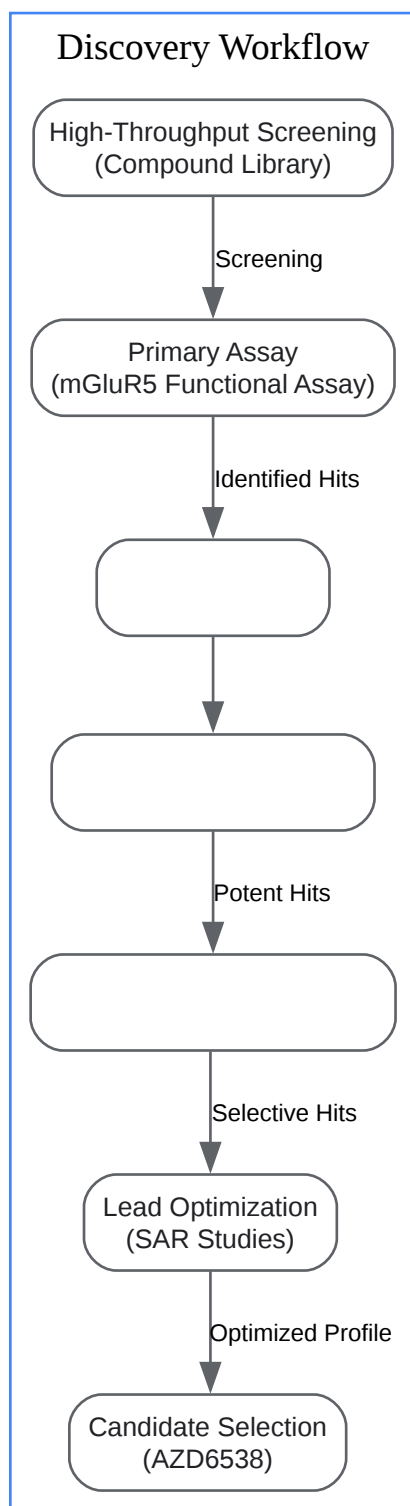 Discovery Workflow
High-Throughput Screening
(Compound Library)
Screening
Primary Assay
(mGluR5 Functional Assay)
Identified Hits
Potent Hits
Selective Hits
Lead Optimization
(SAR Studies)
Optimized Profile
Candidate Selection
(AZD6538)